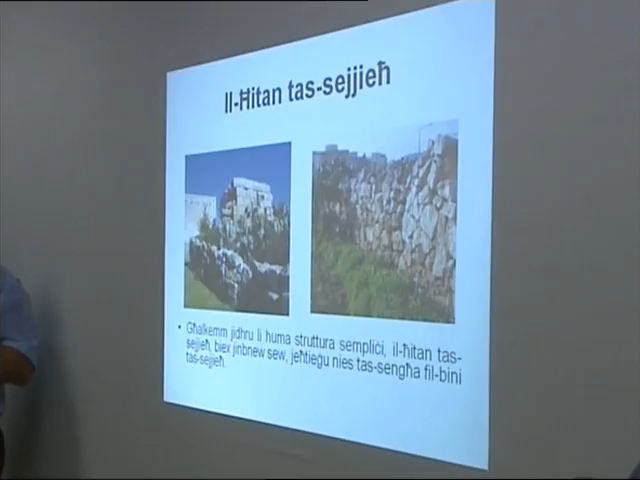 Il-Ħitan tas-sejjieħ
• Għalkemm jidhru li huma struttura sempliċi, il-ħitan tas-
sejjieħ, biex jinbnew sew, jeħtieġu nies tas-sengħa fil-bini
tas-sejjieħ.